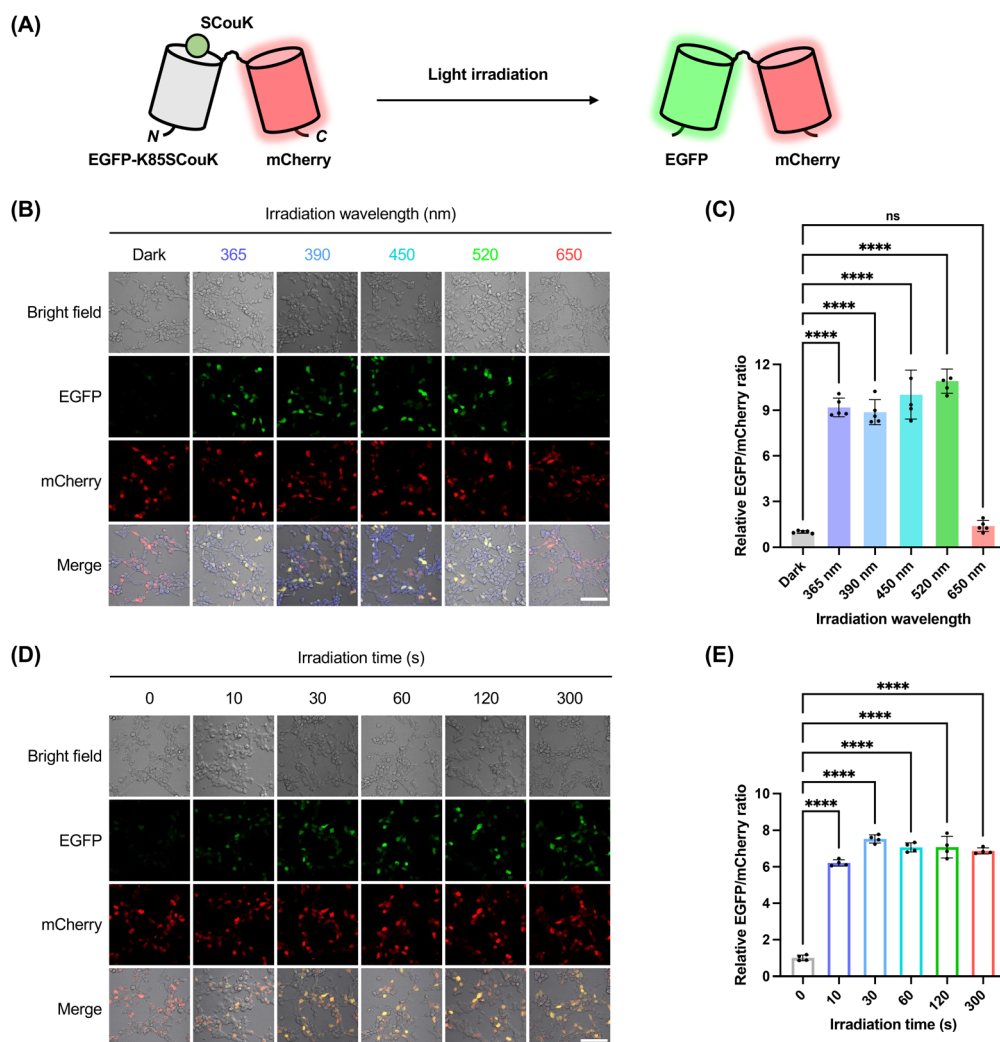 (A)
SCouK
N
C
EGFP-K85SCouK
mCherry
Light irradiation
EGFP
mCherry
(B)
Irradiation wavelength (nm)
Dark 365 390 450 520 650
Bright field
EGFP
mCherry
Merge
(C)
ns
****
****
****
****
Relative EGFP/mCherry ratio
12
9
6
3
0
Dark
365 nm
390 nm
450 nm
520 nm
650 nm
Irradiation wavelength
(D)
Irradiation time (s)
0 10 30 60 120 300
Bright field
EGFP
mCherry
Merge
(E)
****
****
****
****
****
Relative EGFP/mCherry ratio
10
8
6
4
2
0
0
10
30
60
120
300
Irradiation time (s)